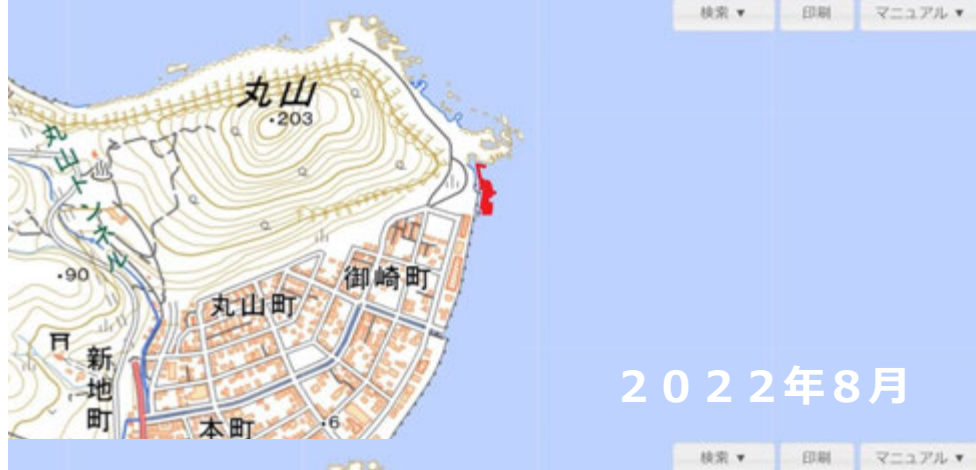 検索 ▼ 印刷 マニュアル ▼
丸山
・203
丸山トンネル
・90
御崎町
丸山町
新地町
本町
・6
２０２２年８月
検索 ▼ 印刷 マニュアル ▼